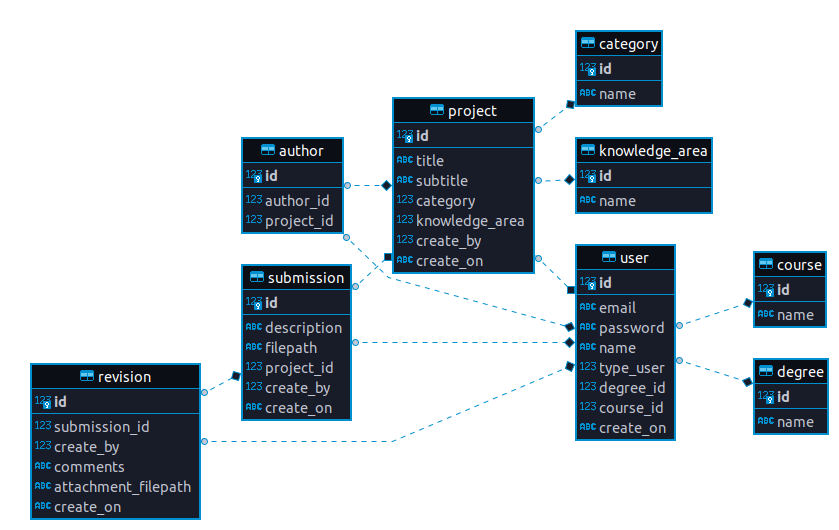 category
123 id
ABC name
project
123 id
ABC title
ABC subtitle
123 category
123 knowledge_area
123 create_by
ABC create_on
author
123 id
123 author_id
123 project_id
knowledge_area
123 id
ABC name
user
123 id
ABC email
ABC password
ABC name
123 type_user
123 degree_id
123 course_id
ABC create_on
course
123 id
ABC name
submission
123 id
ABC description
ABC filepath
123 project_id
123 create_by
ABC create_on
degree
123 id
123 name
revision
123 id
123 submission_id
123 create_by
ABC comments
ABC attachment_filepath
ABC create_on